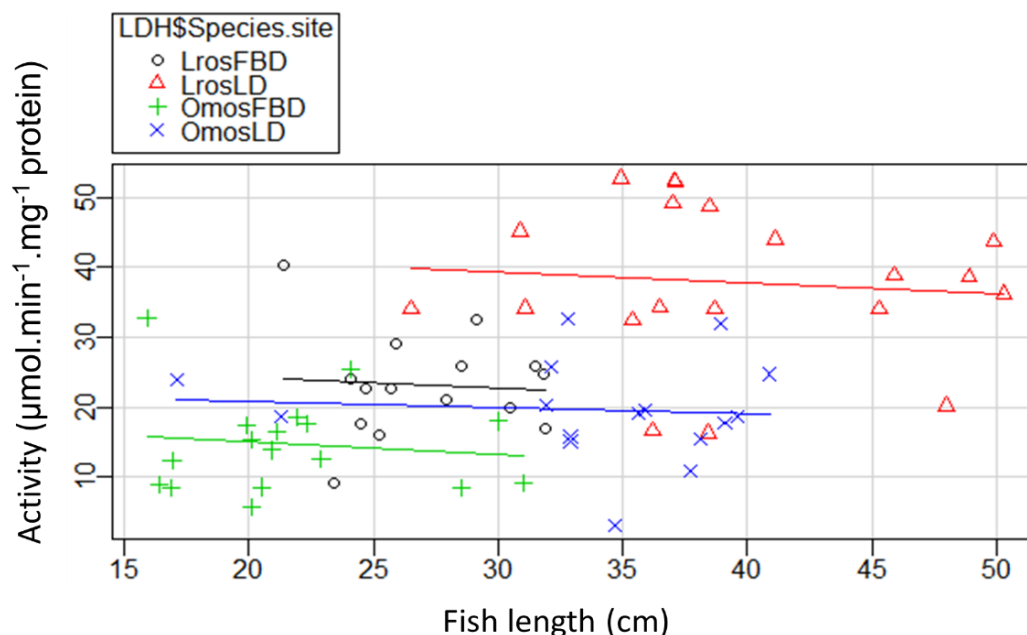 LDH$Species.site
LrosFBD
LrosLD
OmosFBD
OmosLD
Activity (µmol.min⁻¹.mg⁻¹ protein)
50
40
30
20
10
15 20 25 30 35 40 45 50
Fish length (cm)